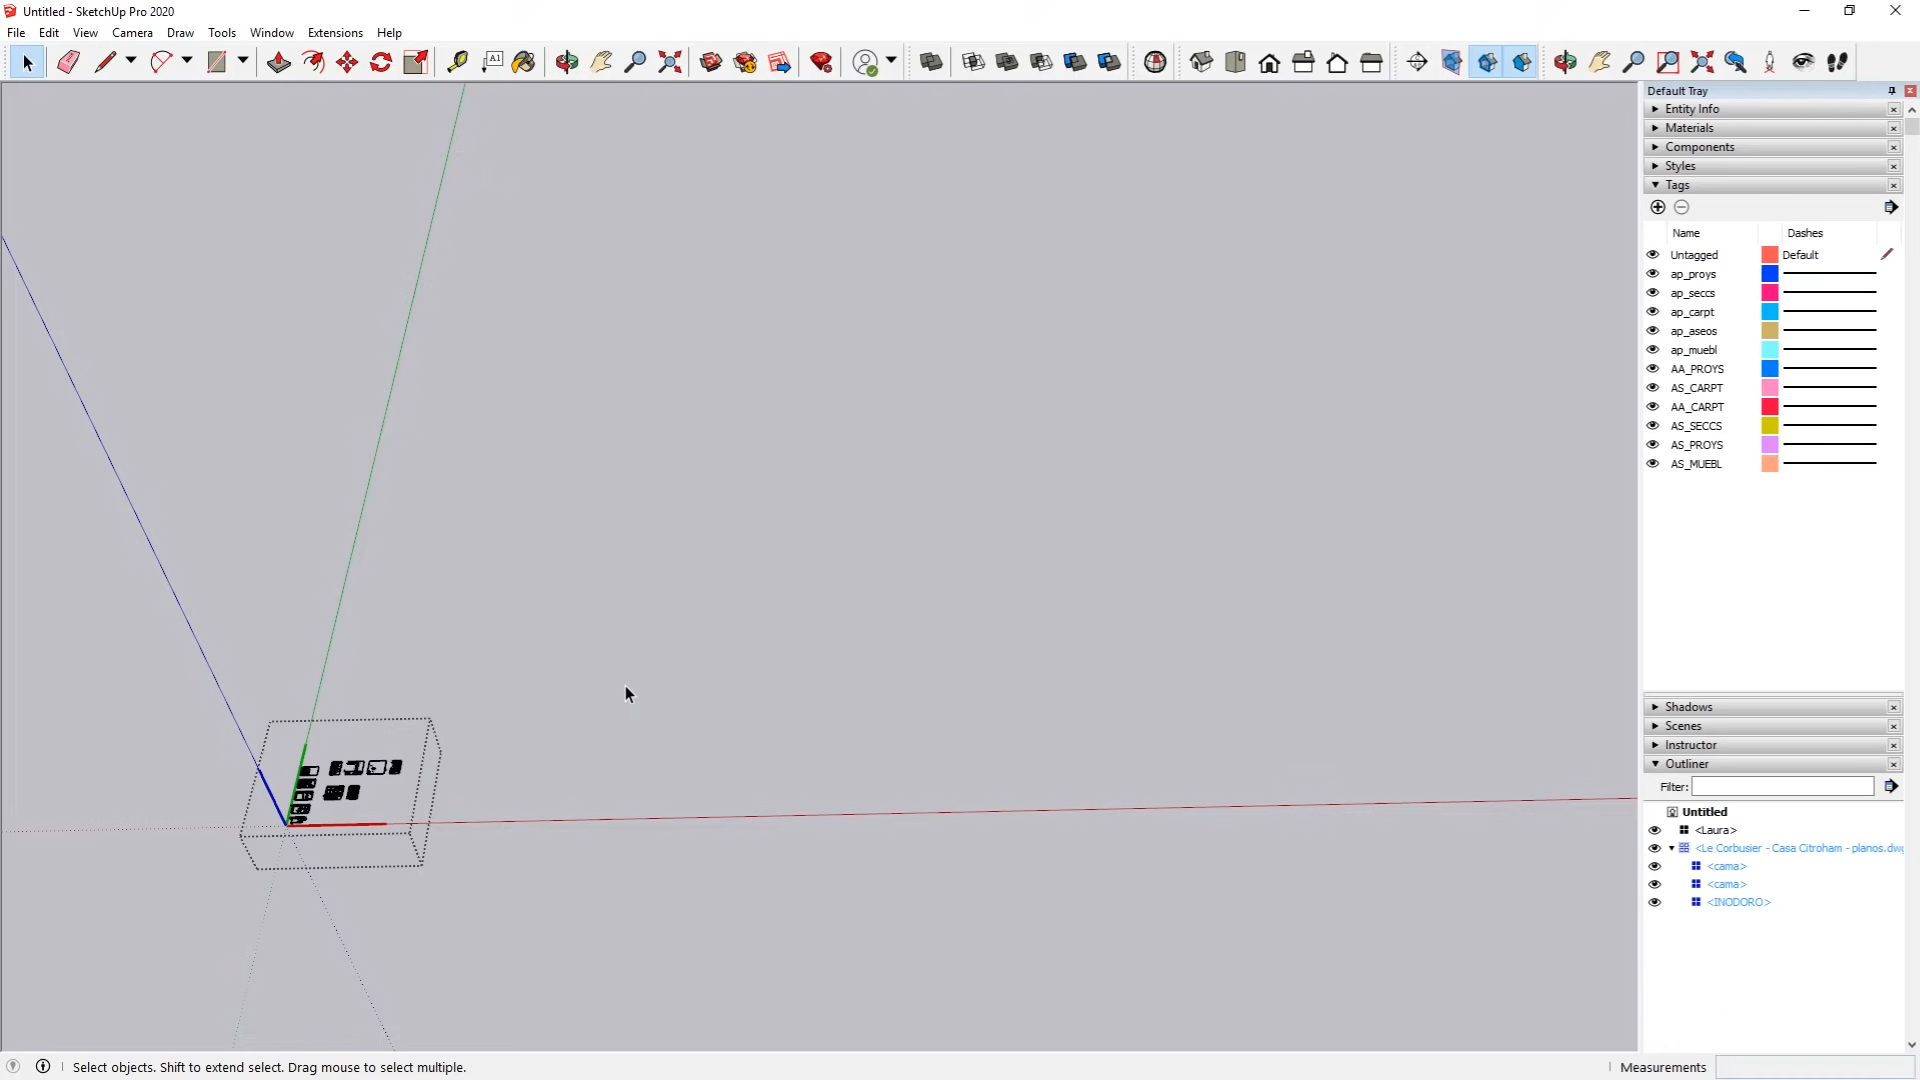 Untitled - SketchUp Pro 2020
File Edit View Camera Draw Tools Window Extensions Help
A1
Default Tray
Entity Info
Materials
Components
Styles
Tags
Name Dashes
Untagged Default
ap_proys
ap_seccs
ap_carpt
ap_aseos
ap_muebl
AA_PROYS
AS_CARPT
AA_CARPT
AS_SECCS
AS_PROYS
AS_MUEBL
Shadows
Scenes
Instructor
Outliner
Filter:
Untitled
<Laura>
<Le Corbusier - Casa Citroham - planos.dwg
<cama>
<cama>
<INODORO>
Select objects. Shift to extend select. Drag mouse to select multiple.
Measurements